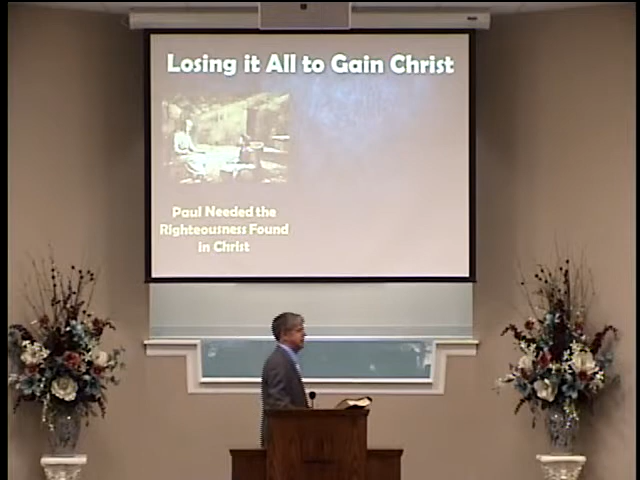 Losing it All to Gain Christ
Paul Needed the
Righteousness Found
in Christ